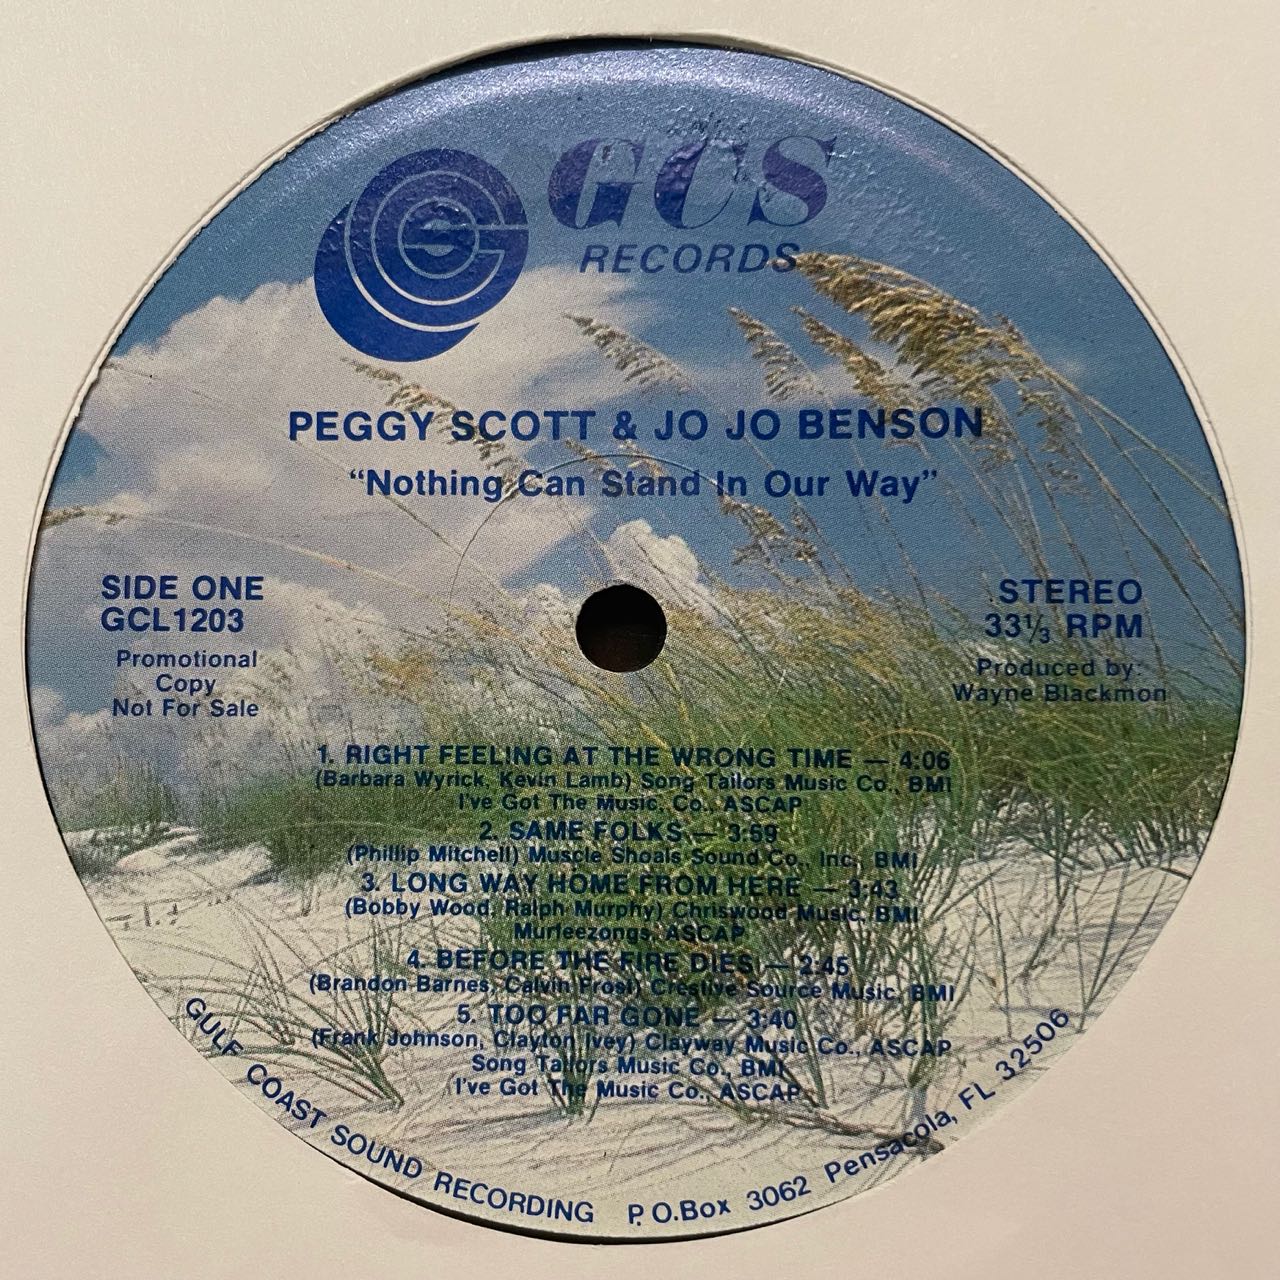 GCS
RECORDS
PEGGY SCOTT & JO JO BENSON
“Nothing Can Stand In Our Way”
SIDE ONE
GCL1203
Promotional
Copy
Not For Sale
STEREO
33⅓ RPM
Produced by:
Wayne Blackmon
1. RIGHT FEELING AT THE WRONG TIME — 4:06
(Barbara Wyrick, Kevin Lamb) Song Tailors Music Co., BMI
I've Got The Music, Co., ASCAP
2. SAME FOLKS — 3:59
(Phillip Mitchell) Muscle Shoals Sound Co., Inc., BMI
3. LONG WAY HOME FROM HERE — 3:43
(Bobby Wood, Ralph Murphy) Chriswood Music, BMI
Murfeezongs, ASCAP
4. BEFORE THE FIRE DIES — 2:45
(Brandon Barnes, Calvin Frost) Creative Source Music, BMI
5. TOO FAR GONE — 3:40
(Frank Johnson, Clayton Ivey) Clayway Music Co., ASCAP
Song Tailors Music Co., BMI
I've Got The Music Co., ASCAP
GULF COAST SOUND RECORDING P.O.Box 3062 Pensacola, FL 32506